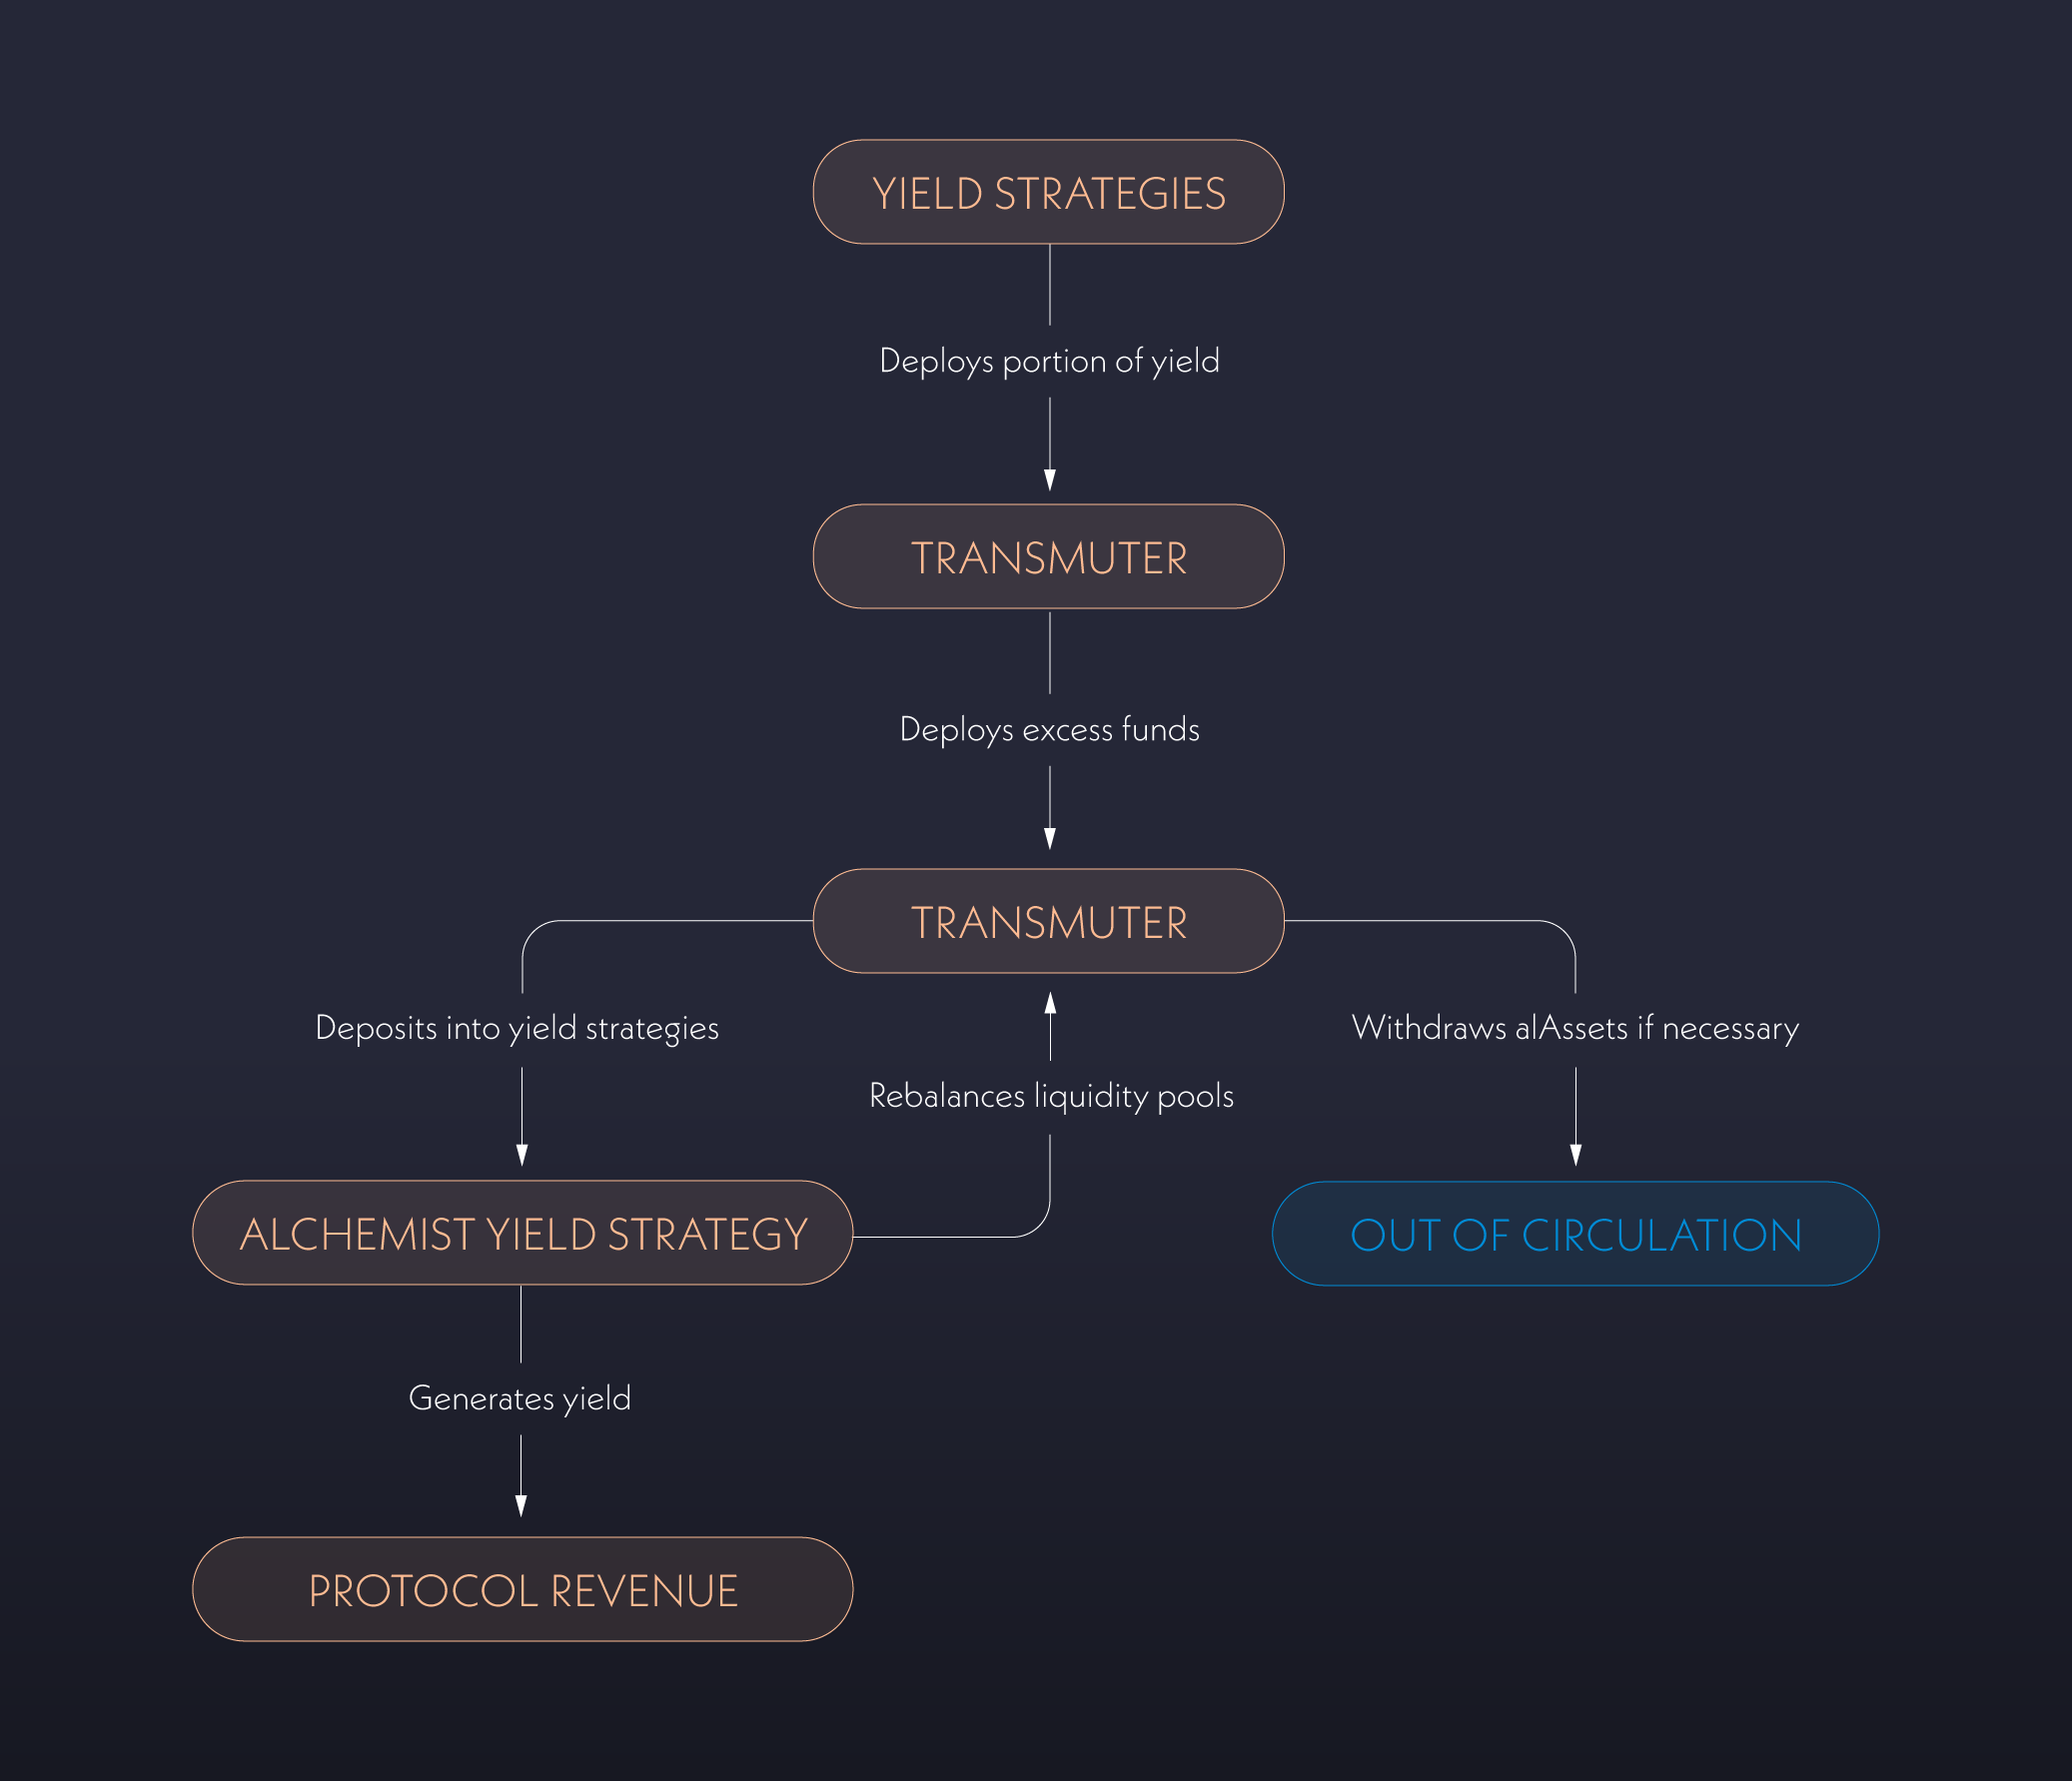 YIELD STRATEGIES
Deploys portion of yield
TRANSMUTER
Deploys excess funds
TRANSMUTER
Deposits into yield strategies
Withdraws alAssets if necessary
Rebalances liquidity pools
ALCHEMIST YIELD STRATEGY
OUT OF CIRCULATION
Generates yield
PROTOCOL REVENUE